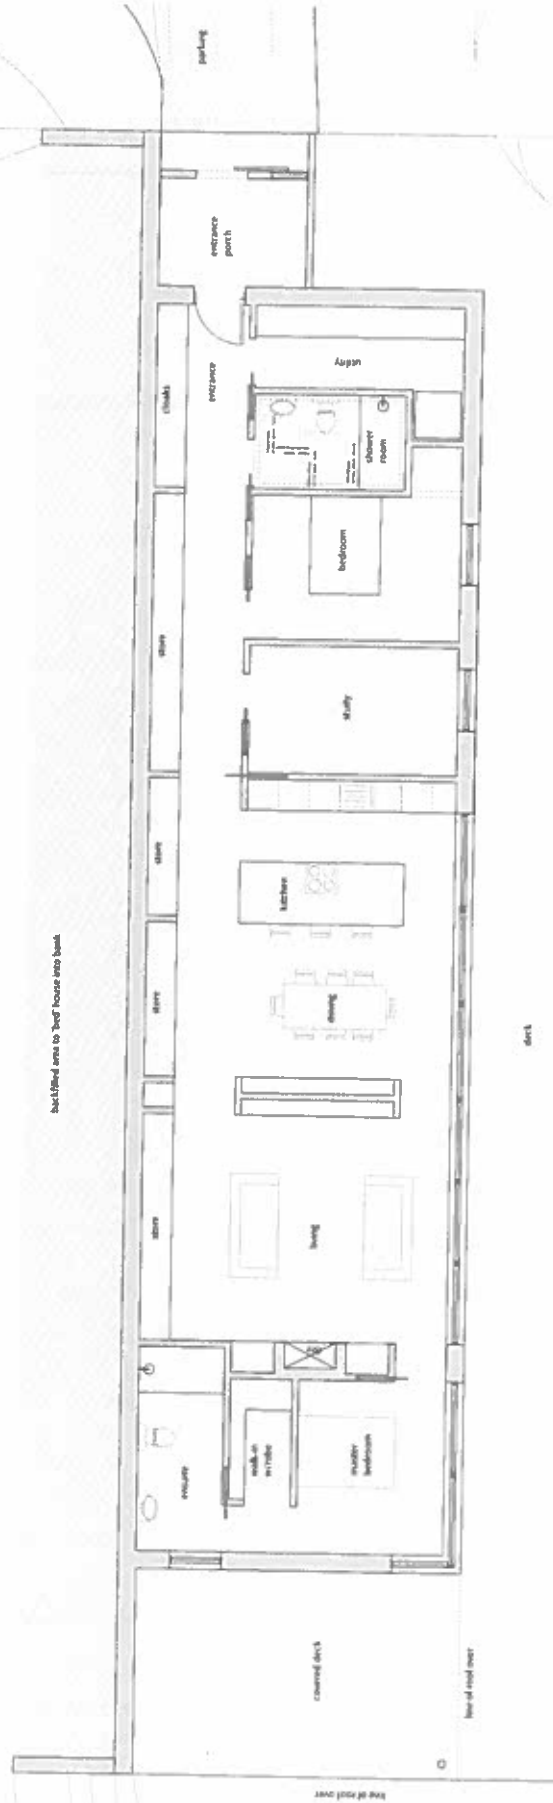 parking
entrance
porch
entrance
cloaks
utility
shower
room
bedroom
store
study
store
kitchen
store
dining
backfilled area to 'bed' house into bank
deck
store
living
ensuite
walk-in
w/robe
master
bedroom
covered deck
line of roof over
line of roof over